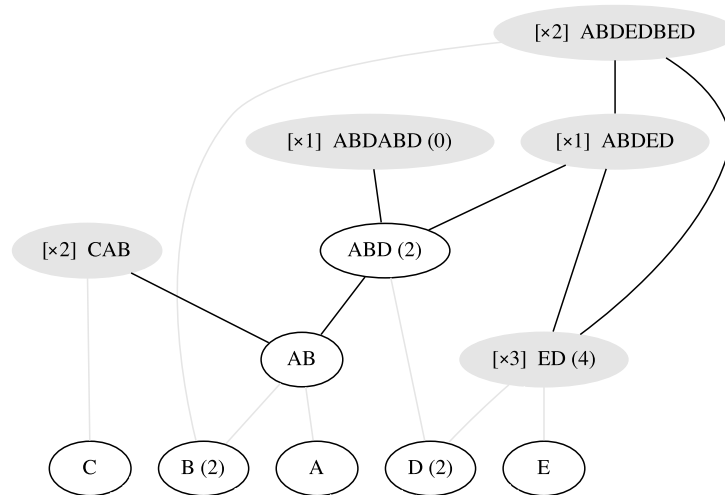 [×2] ABDEDBED
[×1] ABDABD (0)
[×1] ABDED
[×2] CAB
ABD (2)
AB
[×3] ED (4)
C
B (2)
A
D (2)
E